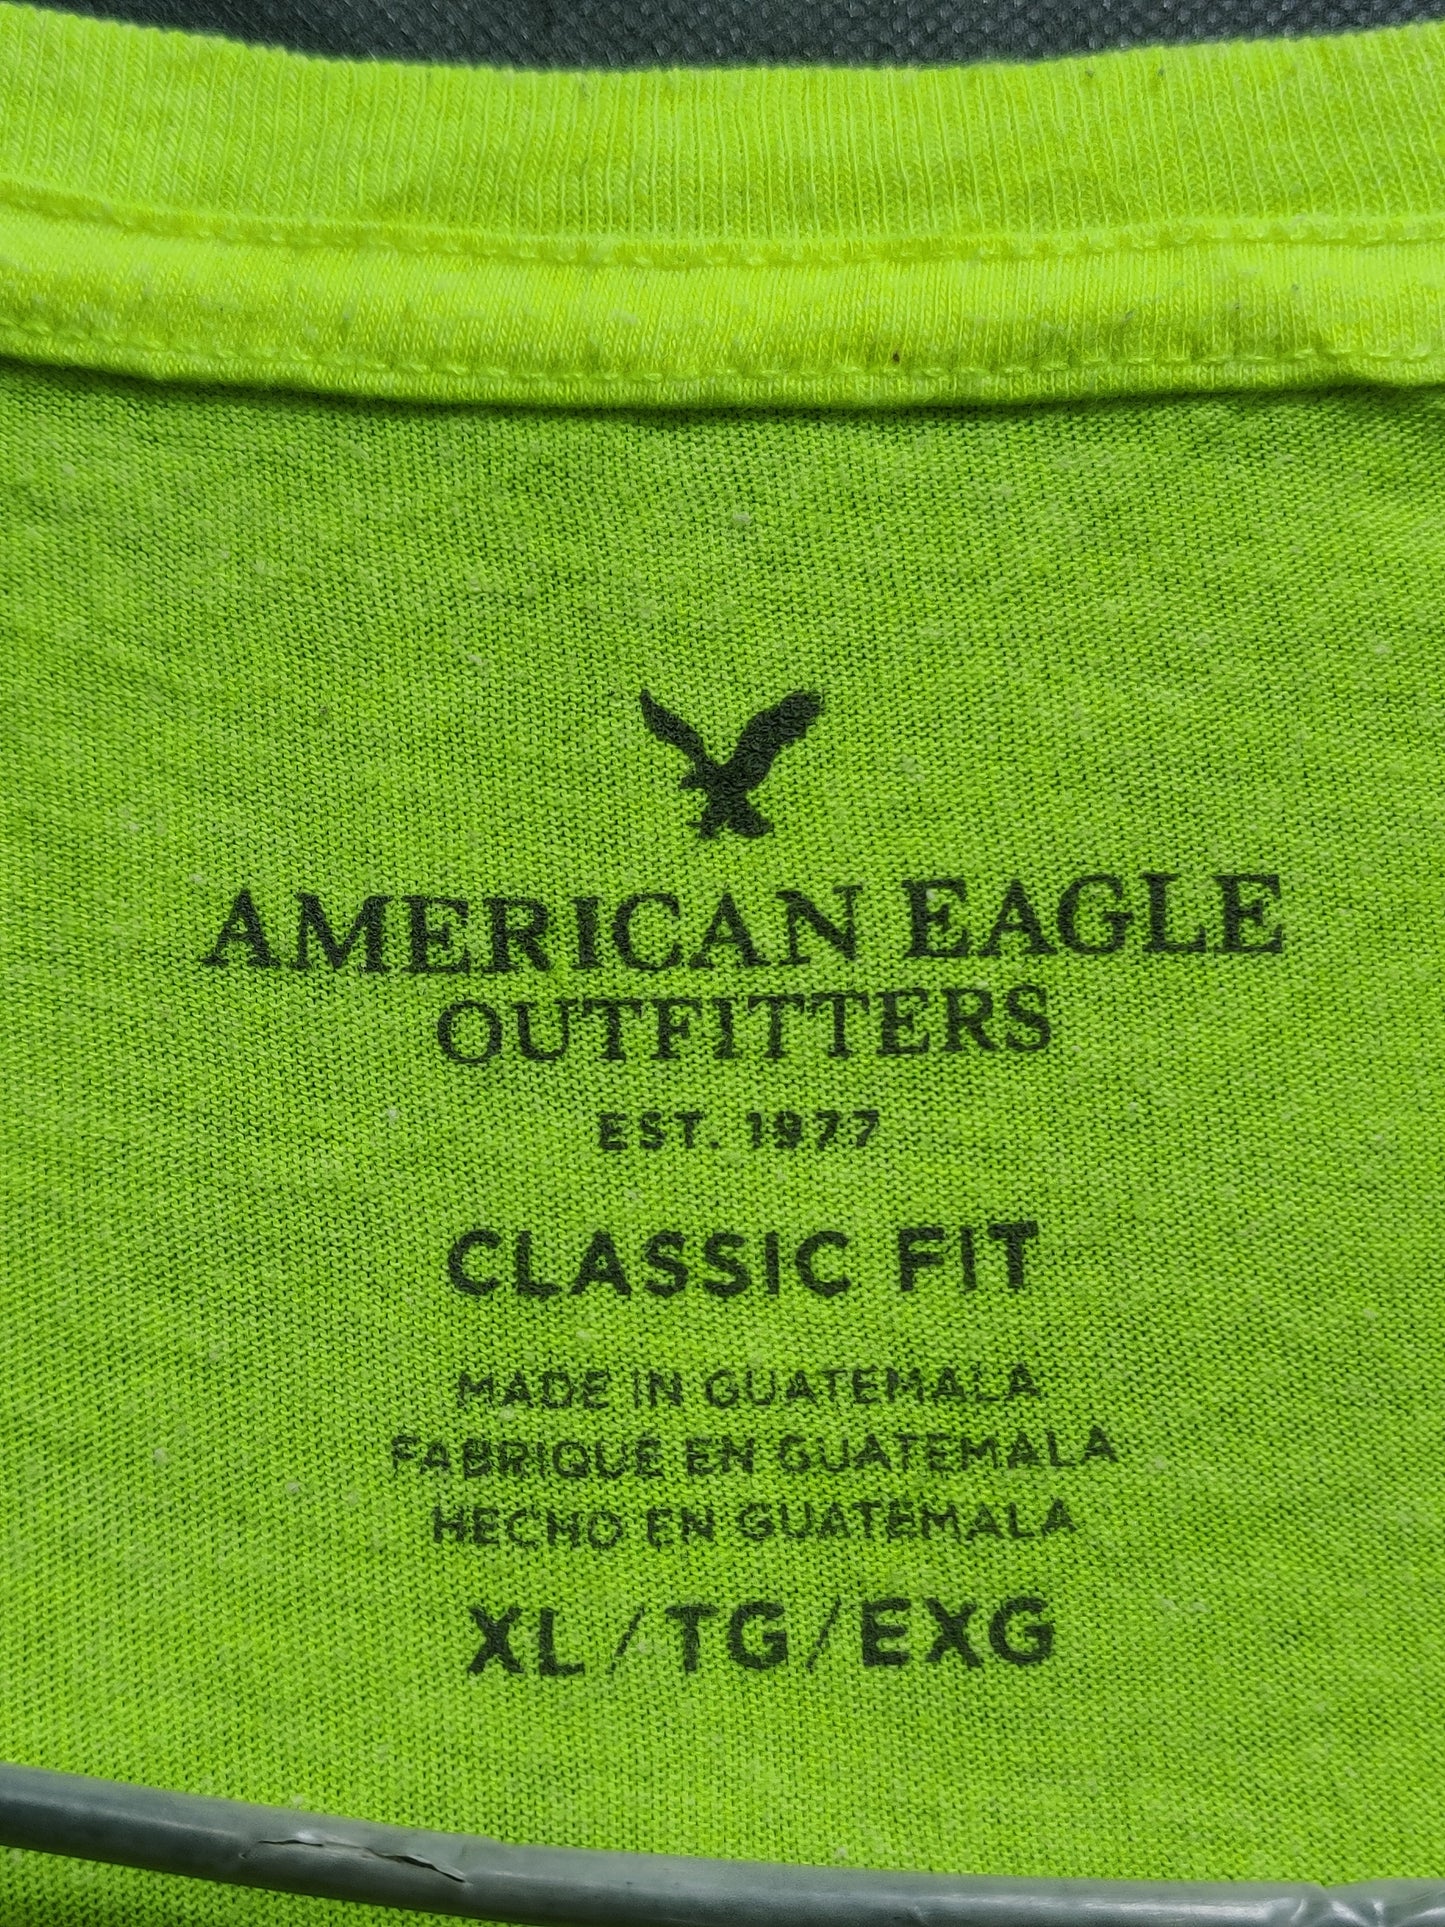 AMERICAN EAGLE
OUTFITTERS
EST. 1977
CLASSIC FIT
MADE IN GUATEMALA
FABRIQUE EN GUATEMALA
HECHO EN GUATEMALA
XL/TG/EXG